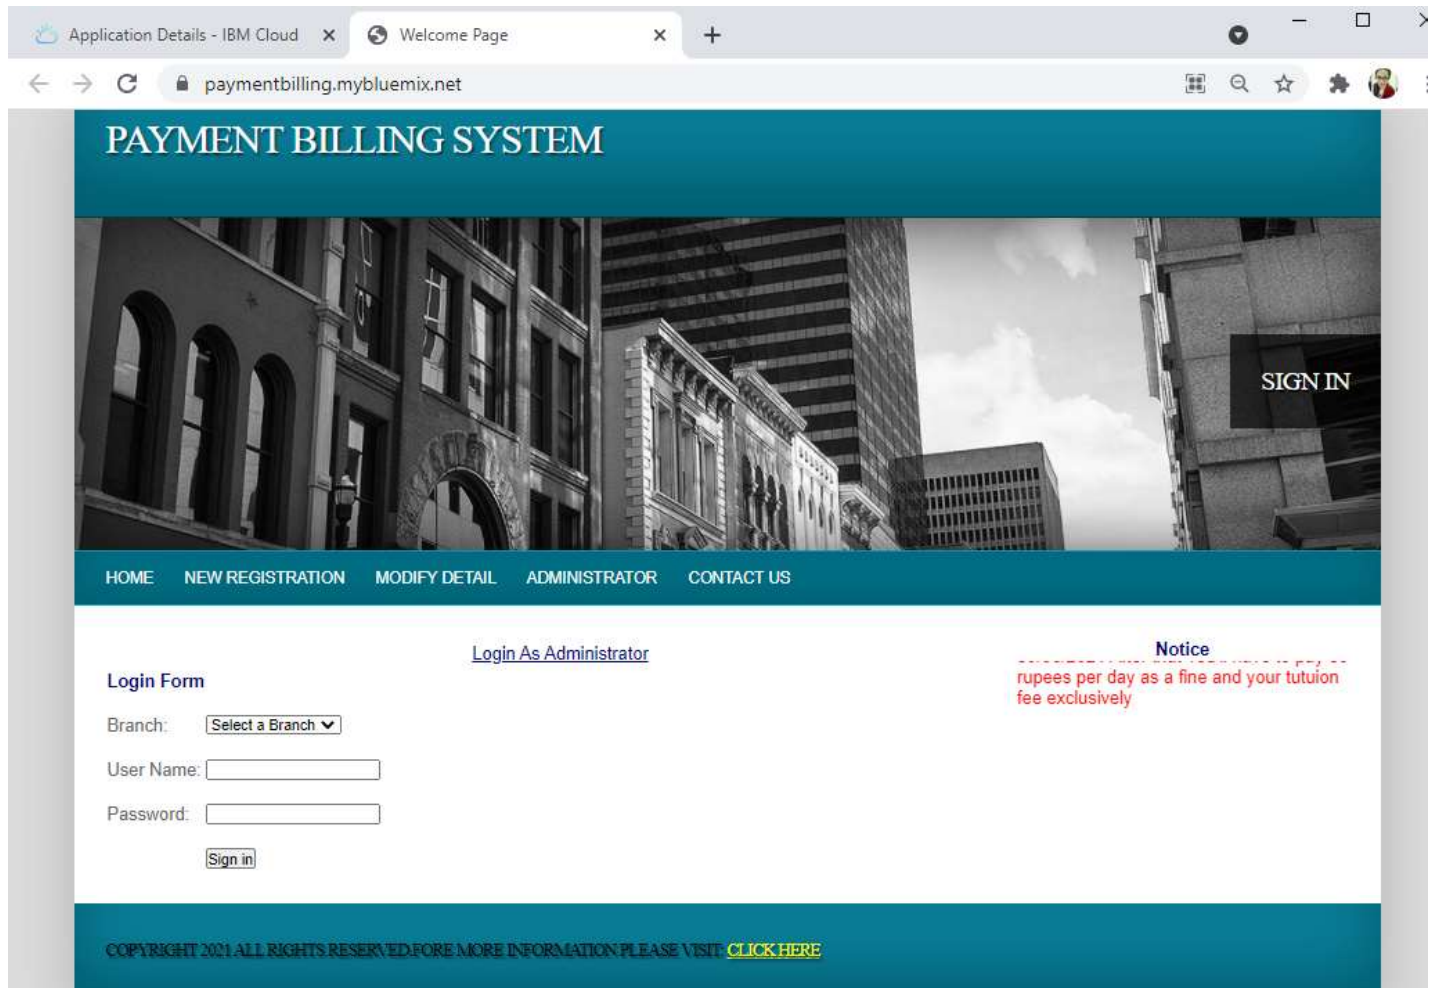 Application Details - IBM Cloud
Welcome Page
paymentbilling.mybluemix.net
PAYMENT BILLING SYSTEM
SIGN IN
HOME NEW REGISTRATION MODIFY DETAIL ADMINISTRATOR CONTACT US
Login As Administrator
Notice
rupees per day as a fine and your tutuion
fee exclusively
Login Form
Branch: Select a Branch
User Name:
Password:
Sign in
COPYRIGHT 2021 ALL RIGHTS RESERVED.FORE MORE INFORMATION PLEASE VISIT: CLICK HERE